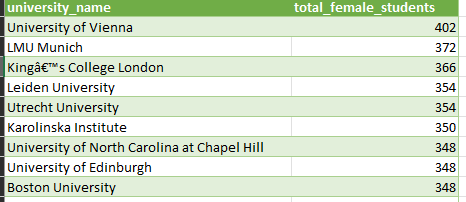 university_name total_female_students
University of Vienna 402
LMU Munich 372
Kingâ€™s College London 366
Leiden University 354
Utrecht University 354
Karolinska Institute 350
University of North Carolina at Chapel Hill 348
University of Edinburgh 348
Boston University 348